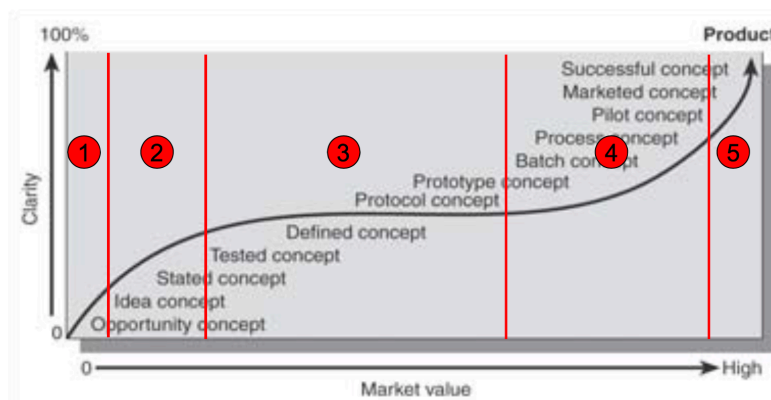 100%
Product
Successful concept
Marketed concept
Pilot concept
Process concept
Batch concept
Prototype concept
Protocol concept
Defined concept
Tested concept
Stated concept
Idea concept
Opportunity concept
1
2
3
4
5
Clarity
0
0
High
Market value